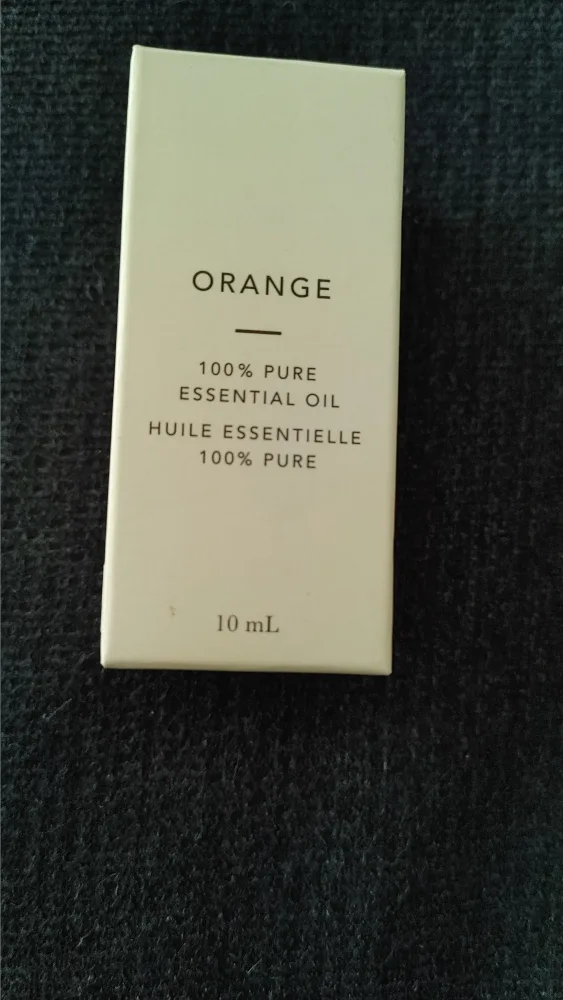 ORANGE
100% PURE
ESSENTIAL OIL
HUILE ESSENTIELLE
100% PURE
10 mL